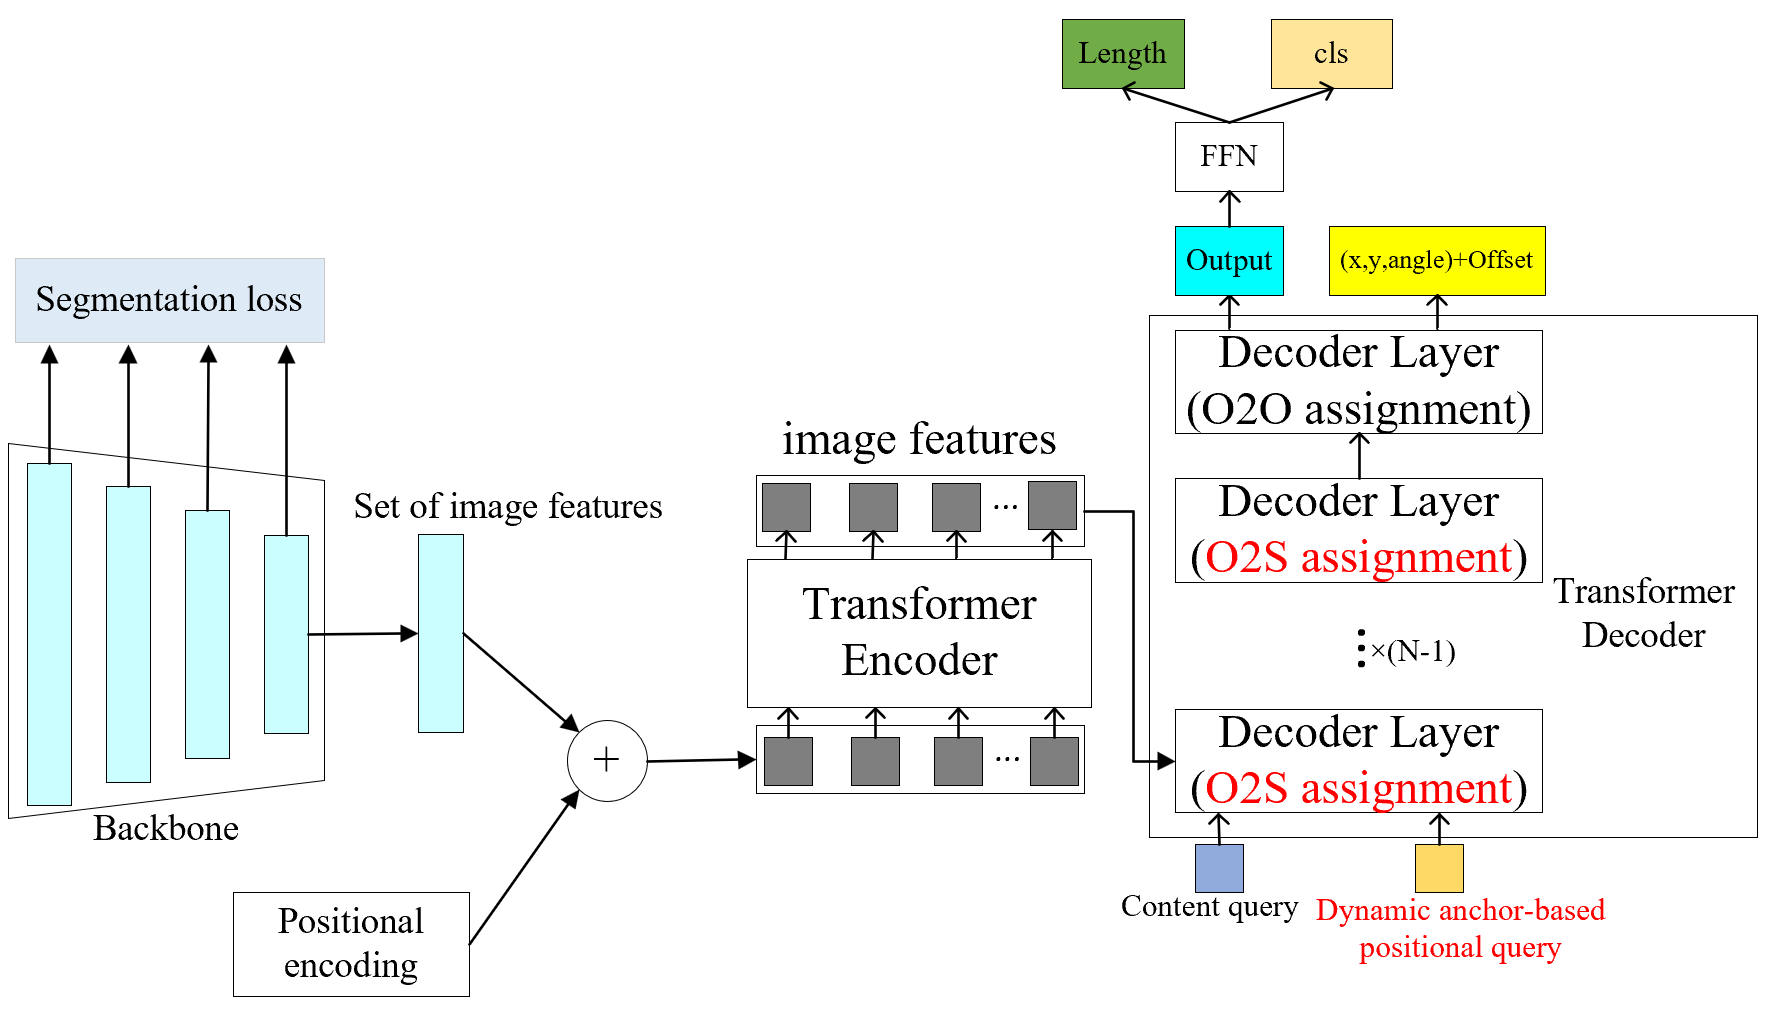 Length
cls
FFN
Output
(x,y,angle)+Offset
Segmentation loss
Decoder Layer
(O2O assignment)
image features
Set of image features
...
Decoder Layer
(O2S assignment)
Transformer
Encoder
Transformer
Decoder
⋮×(N-1)
+
...
Decoder Layer
(O2S assignment)
Backbone
Content query
Dynamic anchor-based
positional query
Positional
encoding